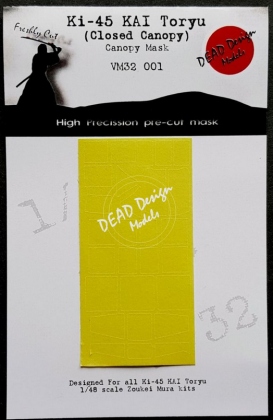 Ki-45 KAI Toryu
(Closed Canopy)
Canopy Mask
VM32 001
Freshly Cut
DEAD Design
Models
High Precission pre-cut mask
DEAD Design
Models
1/
32
Designed For all Ki-45 KAI Toryu
1/48 scale Zoukei Mura kits